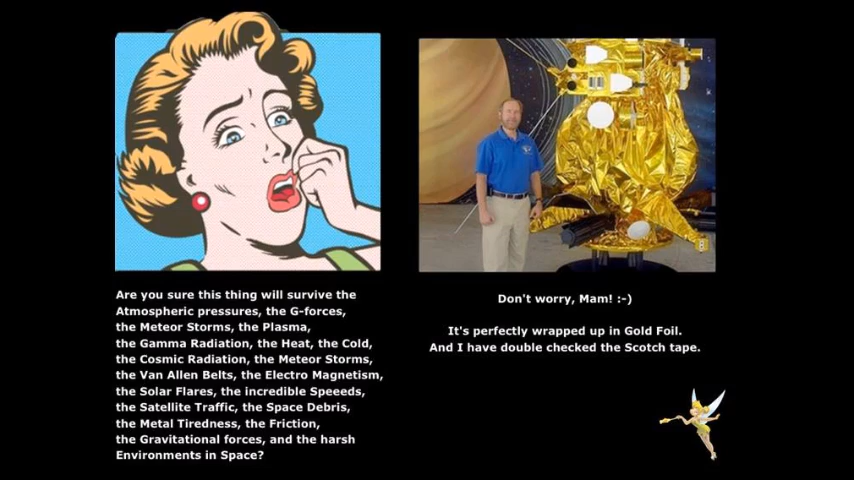 Are you sure this thing will survive the
Atmospheric pressures, the G-forces,
the Meteor Storms, the Plasma,
the Gamma Radiation, the Heat, the Cold,
the Cosmic Radiation, the Meteor Storms,
the Van Allen Belts, the Electro Magnetism,
the Solar Flares, the incredible Speeeds,
the Satellite Traffic, the Space Debris,
the Metal Tiredness, the Friction,
the Gravitational forces, and the harsh
Environments in Space?
Don't worry, Mam! :-)
It's perfectly wrapped up in Gold Foil.
And I have double checked the Scotch tape.